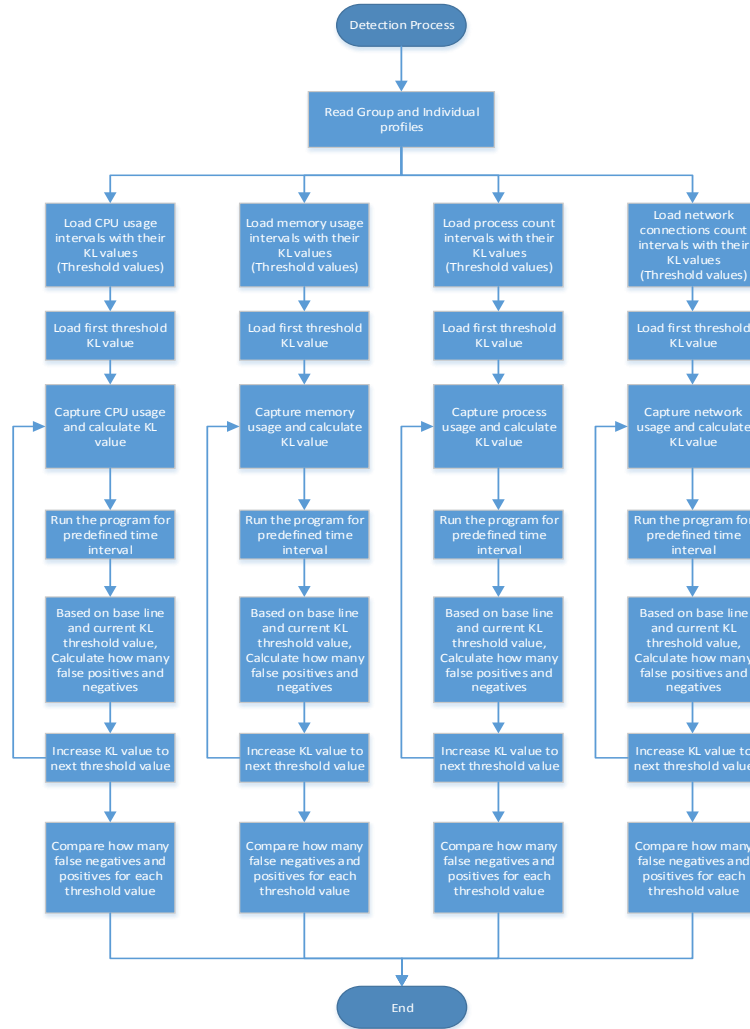 Detection Process
Read Group and Individual
profiles
Load CPU usage
intervals with their
KL values
(Threshold values)
Load memory usage
intervals with their
KL values
(Threshold values)
Load process count
intervals with their
KL values
(Threshold values)
Load network
connections count
intervals with their
KL values
(Threshold values)
Load first threshold
KL value
Load first threshold
KL value
Load first threshold
KL value
Load first threshold
KL value
Capture CPU usage
and calculate KL
value
Capture memory
usage and calculate
KL value
Capture process
usage and calculate
KL value
Capture network
usage and calculate
KL value
Run the program for
predefined time
interval
Run the program for
predefined time
interval
Run the program for
predefined time
interval
Run the program for
predefined time
interval
Based on base line
and current KL
threshold value,
Calculate how many
false positives and
negatives
Based on base line
and current KL
threshold value,
Calculate how many
false positives and
negatives
Based on base line
and current KL
threshold value,
Calculate how many
false positives and
negatives
Based on base line
and current KL
threshold value,
Calculate how many
false positives and
negatives
Increase KL value to
next threshold value
Increase KL value to
next threshold value
Increase KL value to
next threshold value
Increase KL value to
next threshold value
Compare how many
false negatives and
positives for each
threshold value
Compare how many
false negatives and
positives for each
threshold value
Compare how many
false negatives and
positives for each
threshold value
Compare how many
false negatives and
positives for each
threshold value
End